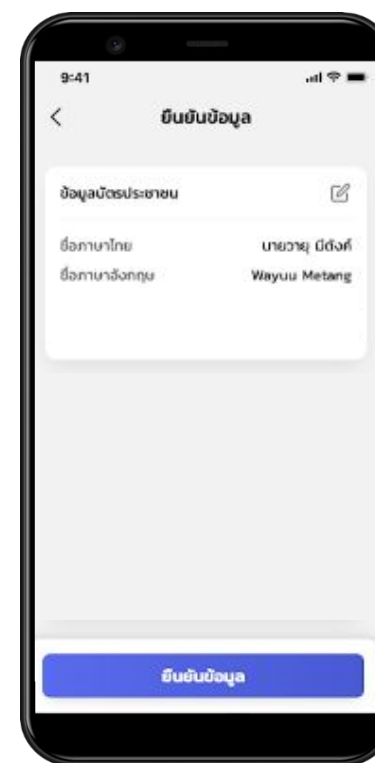 9:41
ยืนยันข้อมูล
ข้อมูลบัตรประชาชน
ชื่อภาษาไทย นายวายุ มีตังค์
ชื่อภาษาอังกฤษ Wayuu Metang
ยืนยันข้อมูล